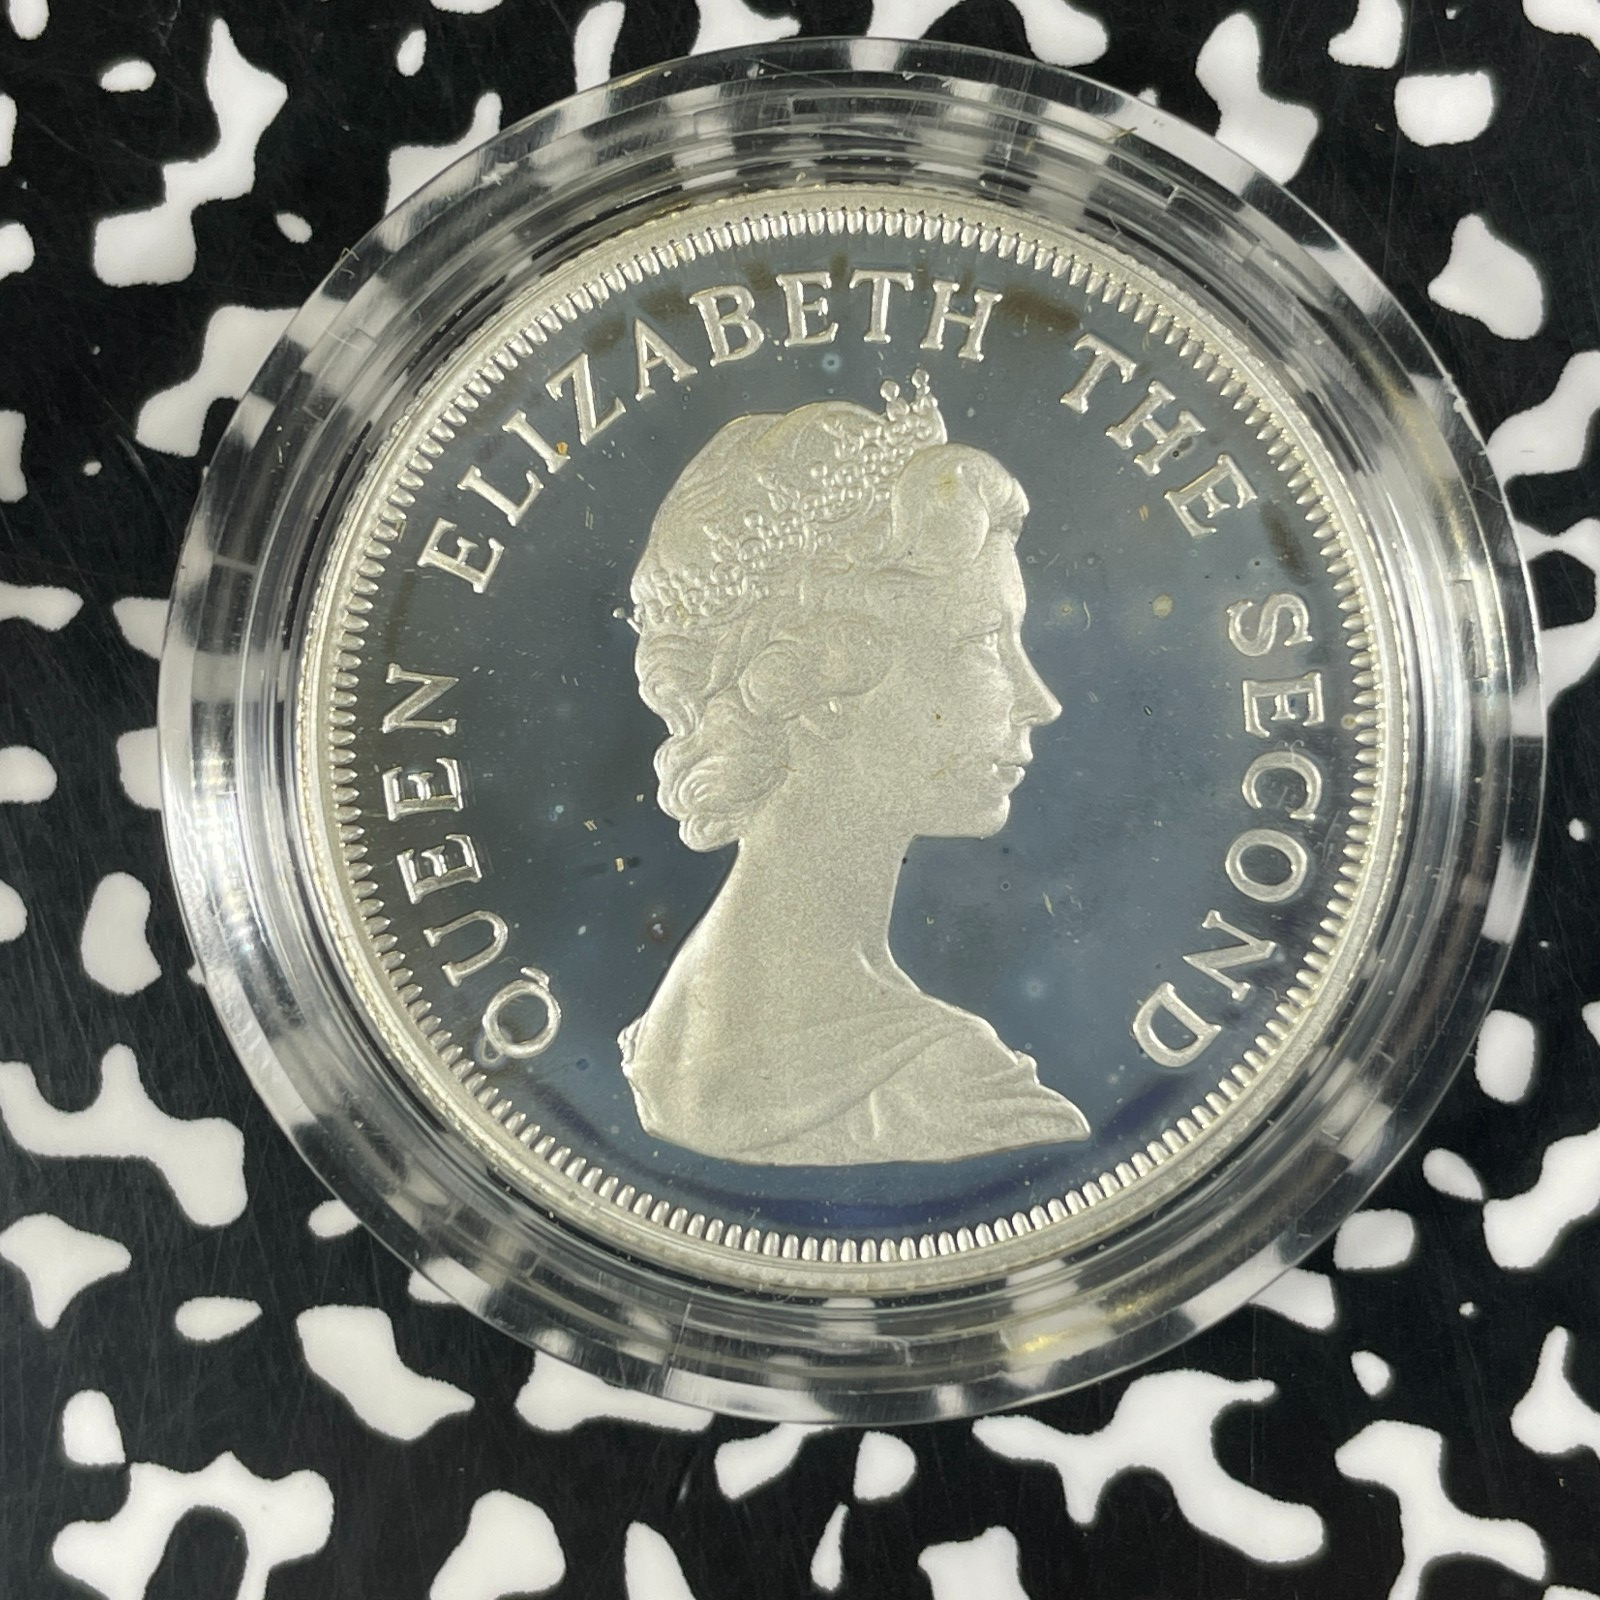 QUEEN ELIZABETH THE SECOND